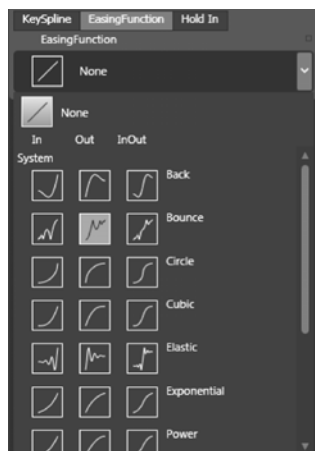 KeySpline EasingFunction Hold In
EasingFunction
None
None
In Out InOut
System
Back
Bounce
Circle
Cubic
Elastic
Exponential
Power